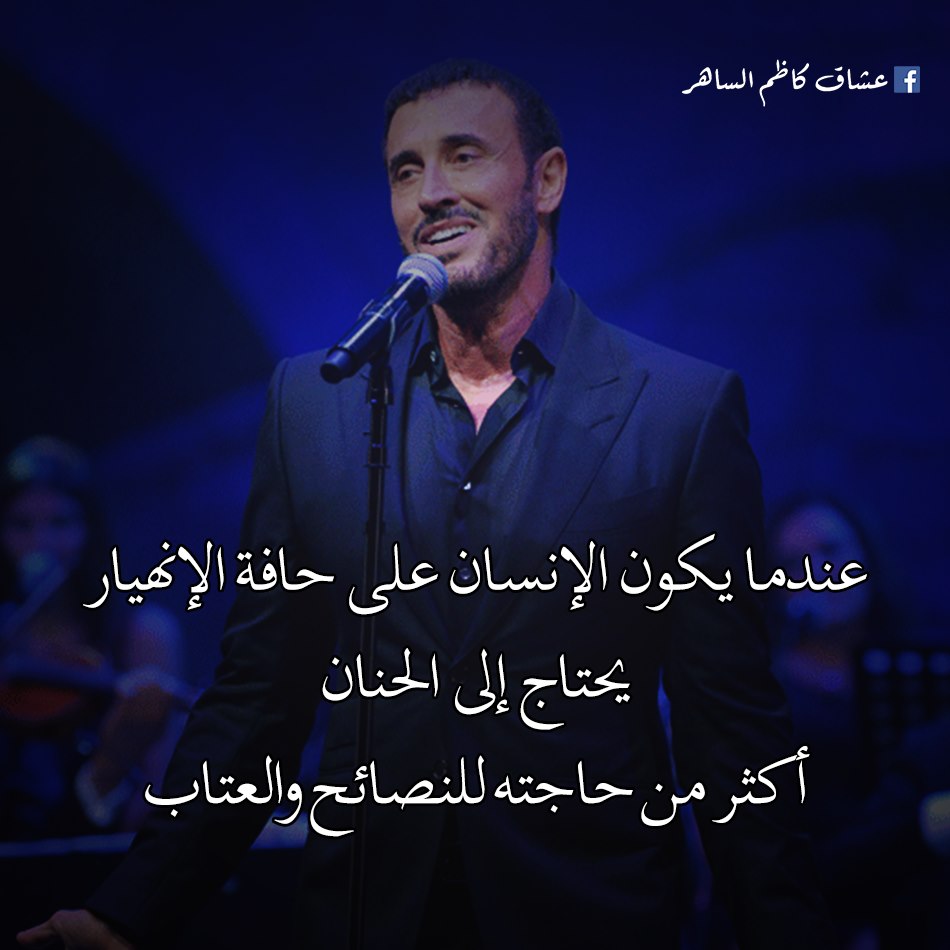 عشاق كاظم الساهر
عندما يكون الإنسان على حافة الإنهيار
يحتاج إلى الحنان
أكثر من حاجته للنصائح والعتاب